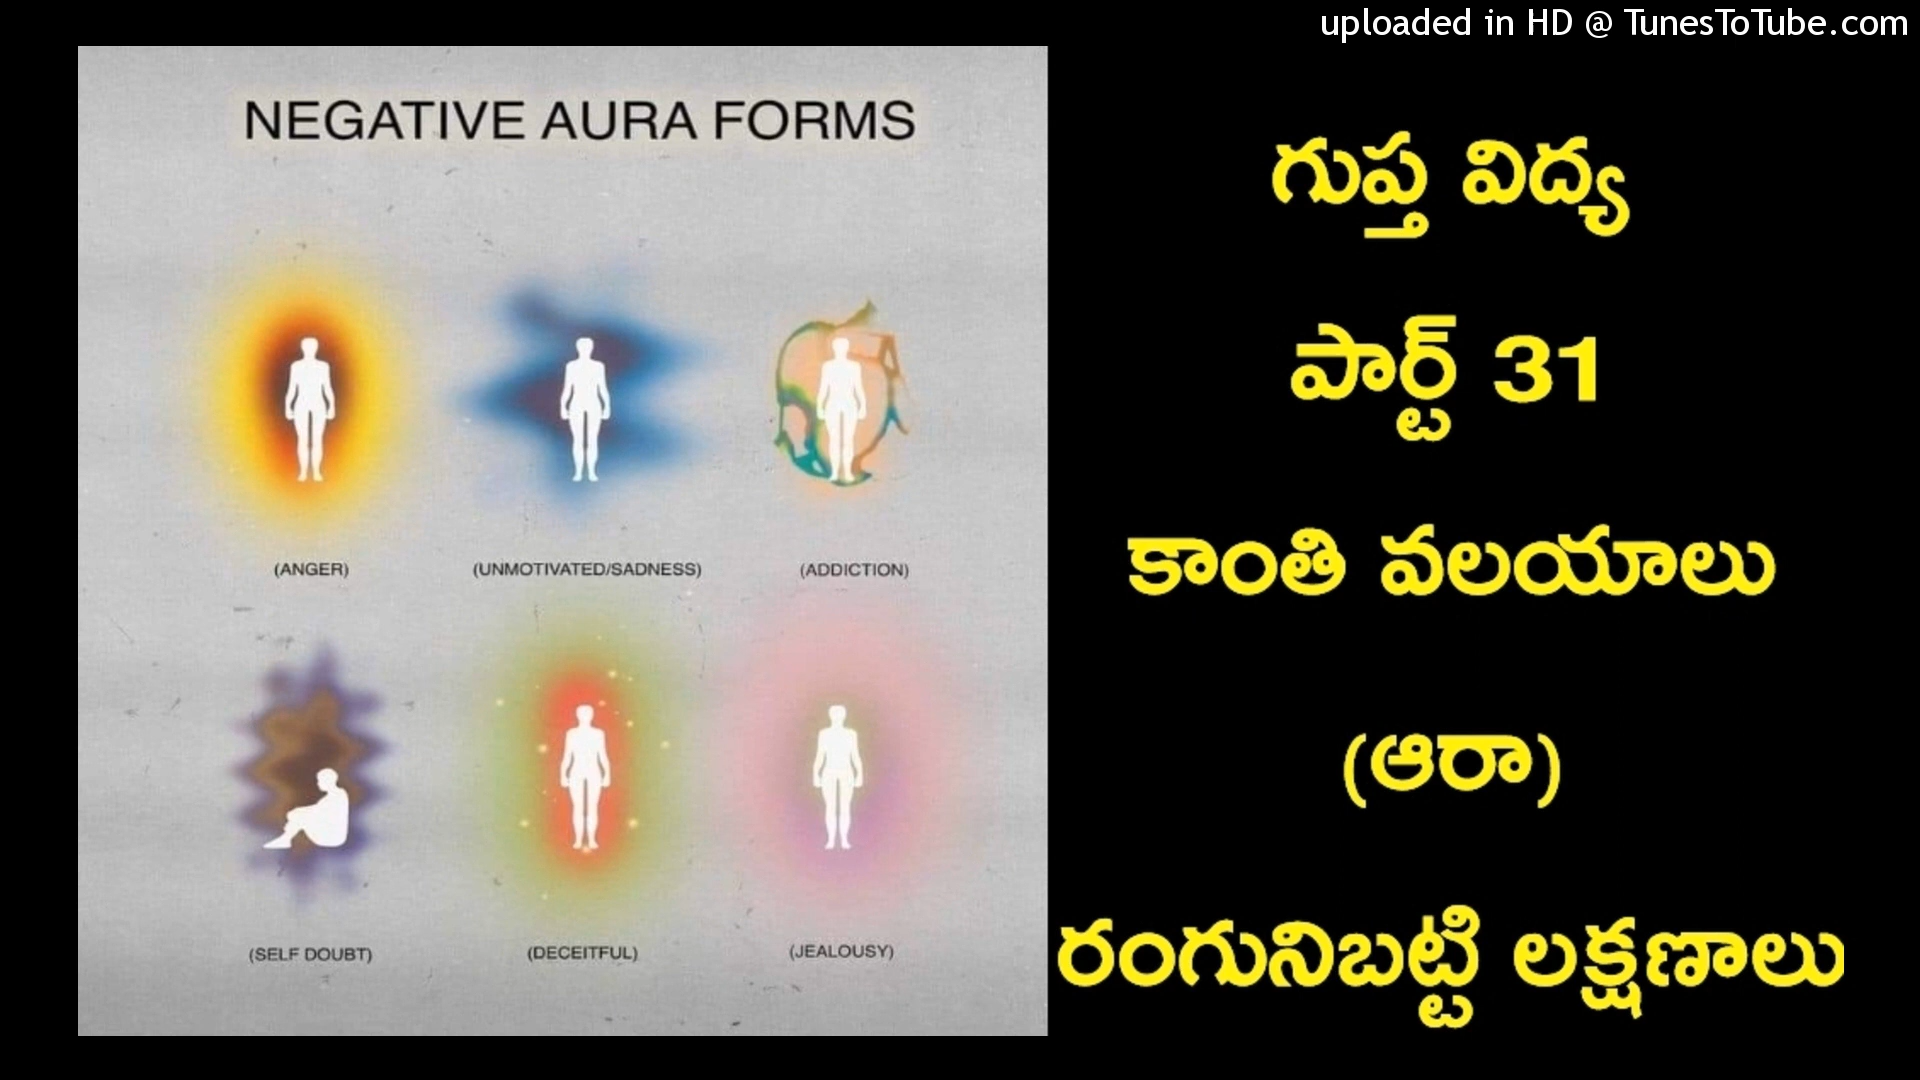 uploaded in HD @ TunesToTube.com
NEGATIVE AURA FORMS
(ANGER)
(UNMOTIVATED/SADNESS)
(ADDICTION)
(SELF DOUBT)
(DECEITFUL)
(JEALOUSY)
గుప్త విద్య
పార్ట్ 31
కాంతి వలయాలు
(ఆరా)
రంగునిబట్టి లక్షణాలు